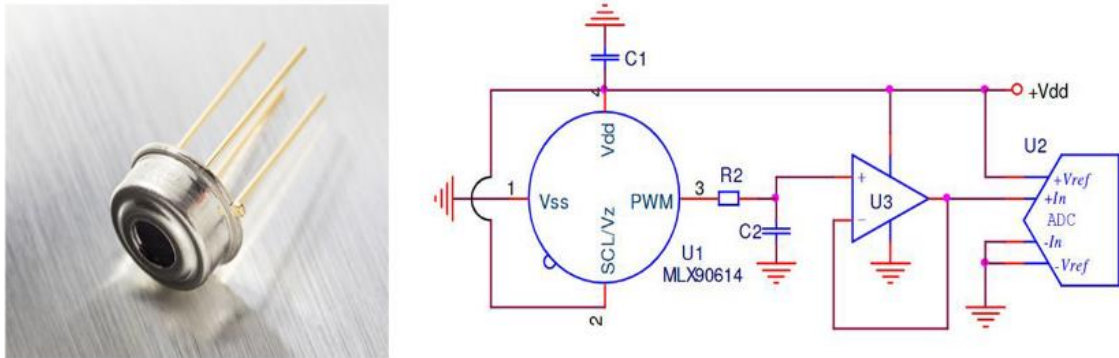 C1
4
+Vdd
Vdd
U2
1
Vss
PWM
3
R2
+
U3
−
+Vref
+In
ADC
-In
-Vref
SCL/Vz
C2
U1
MLX90614
2